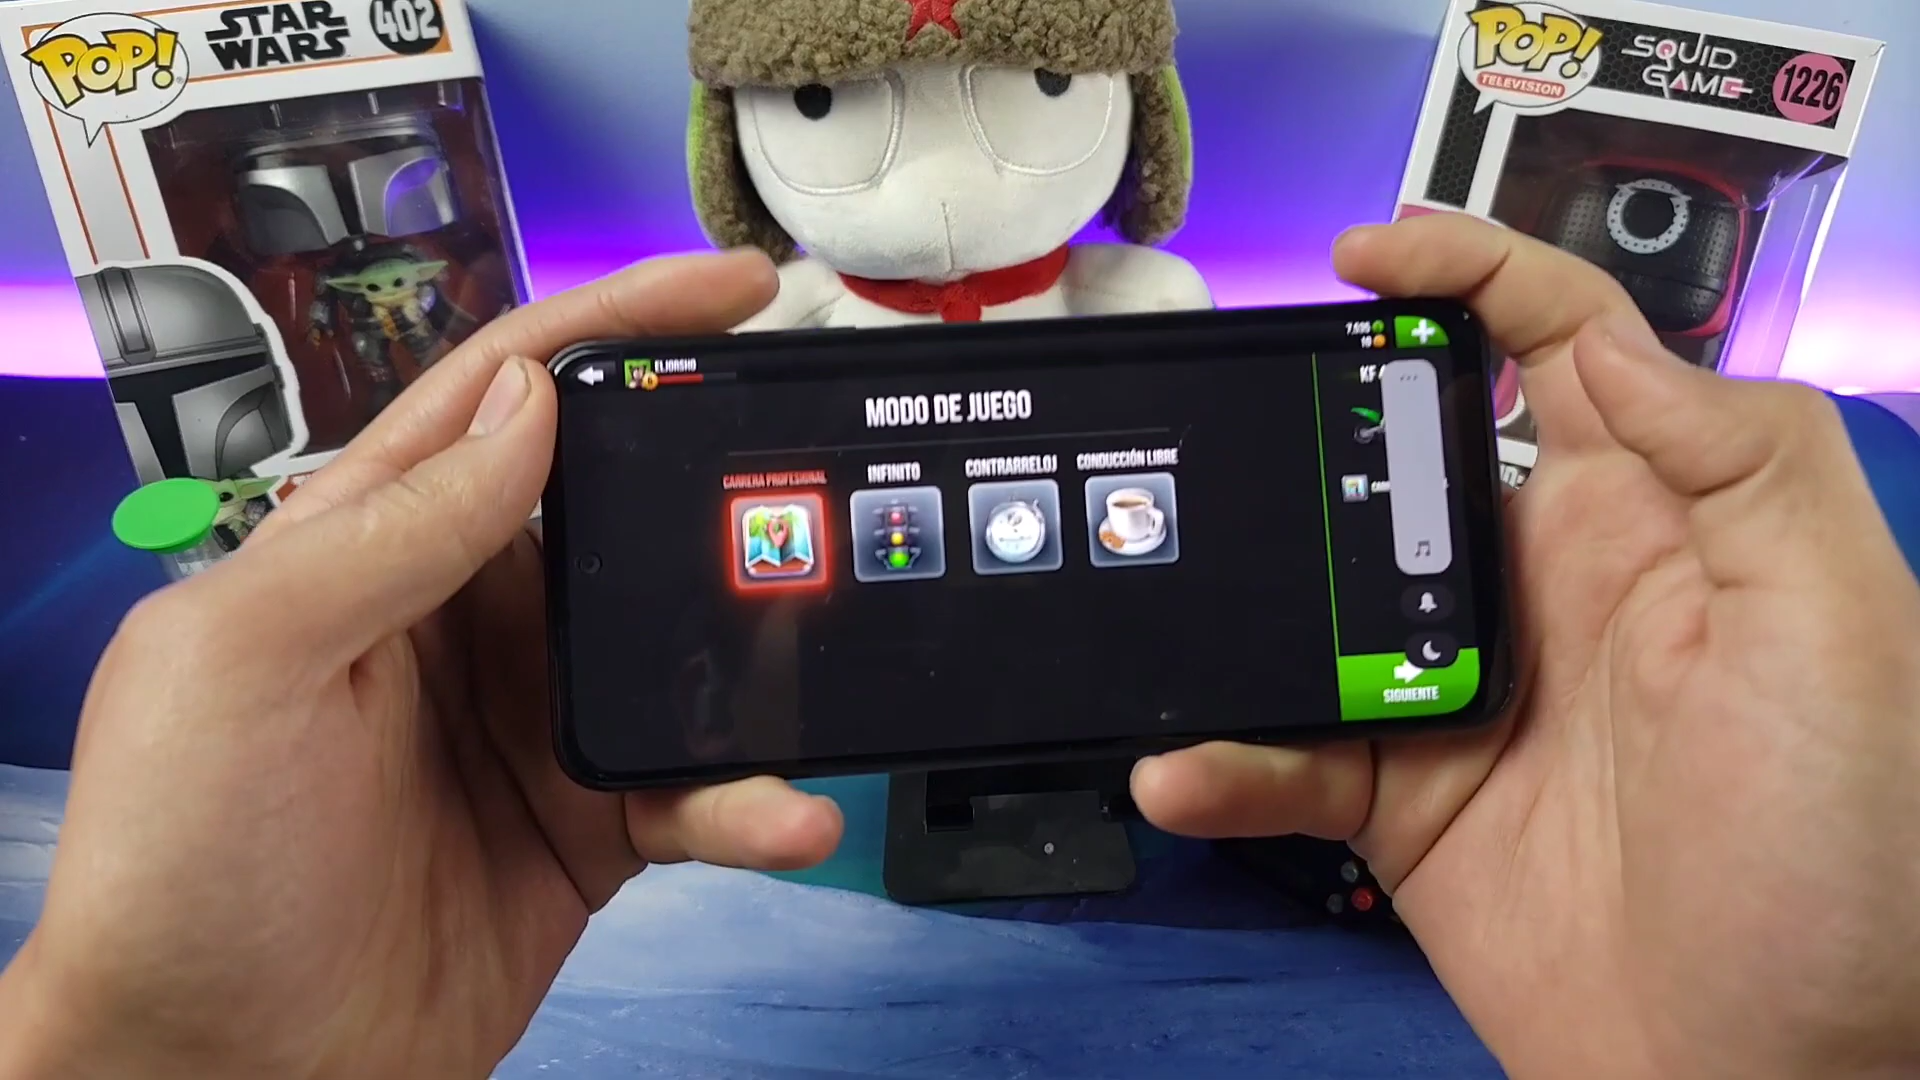 POP!
STAR
WARS
402
POP!
TELEVISION
SQUID
GAME
1226
ELJORSHO
MODO DE JUEGO
CARRERA PROFESIONAL
INFINITO
CONTRARRELOJ
CONDUCCIÓN LIBRE
KF
SIGUIENTE